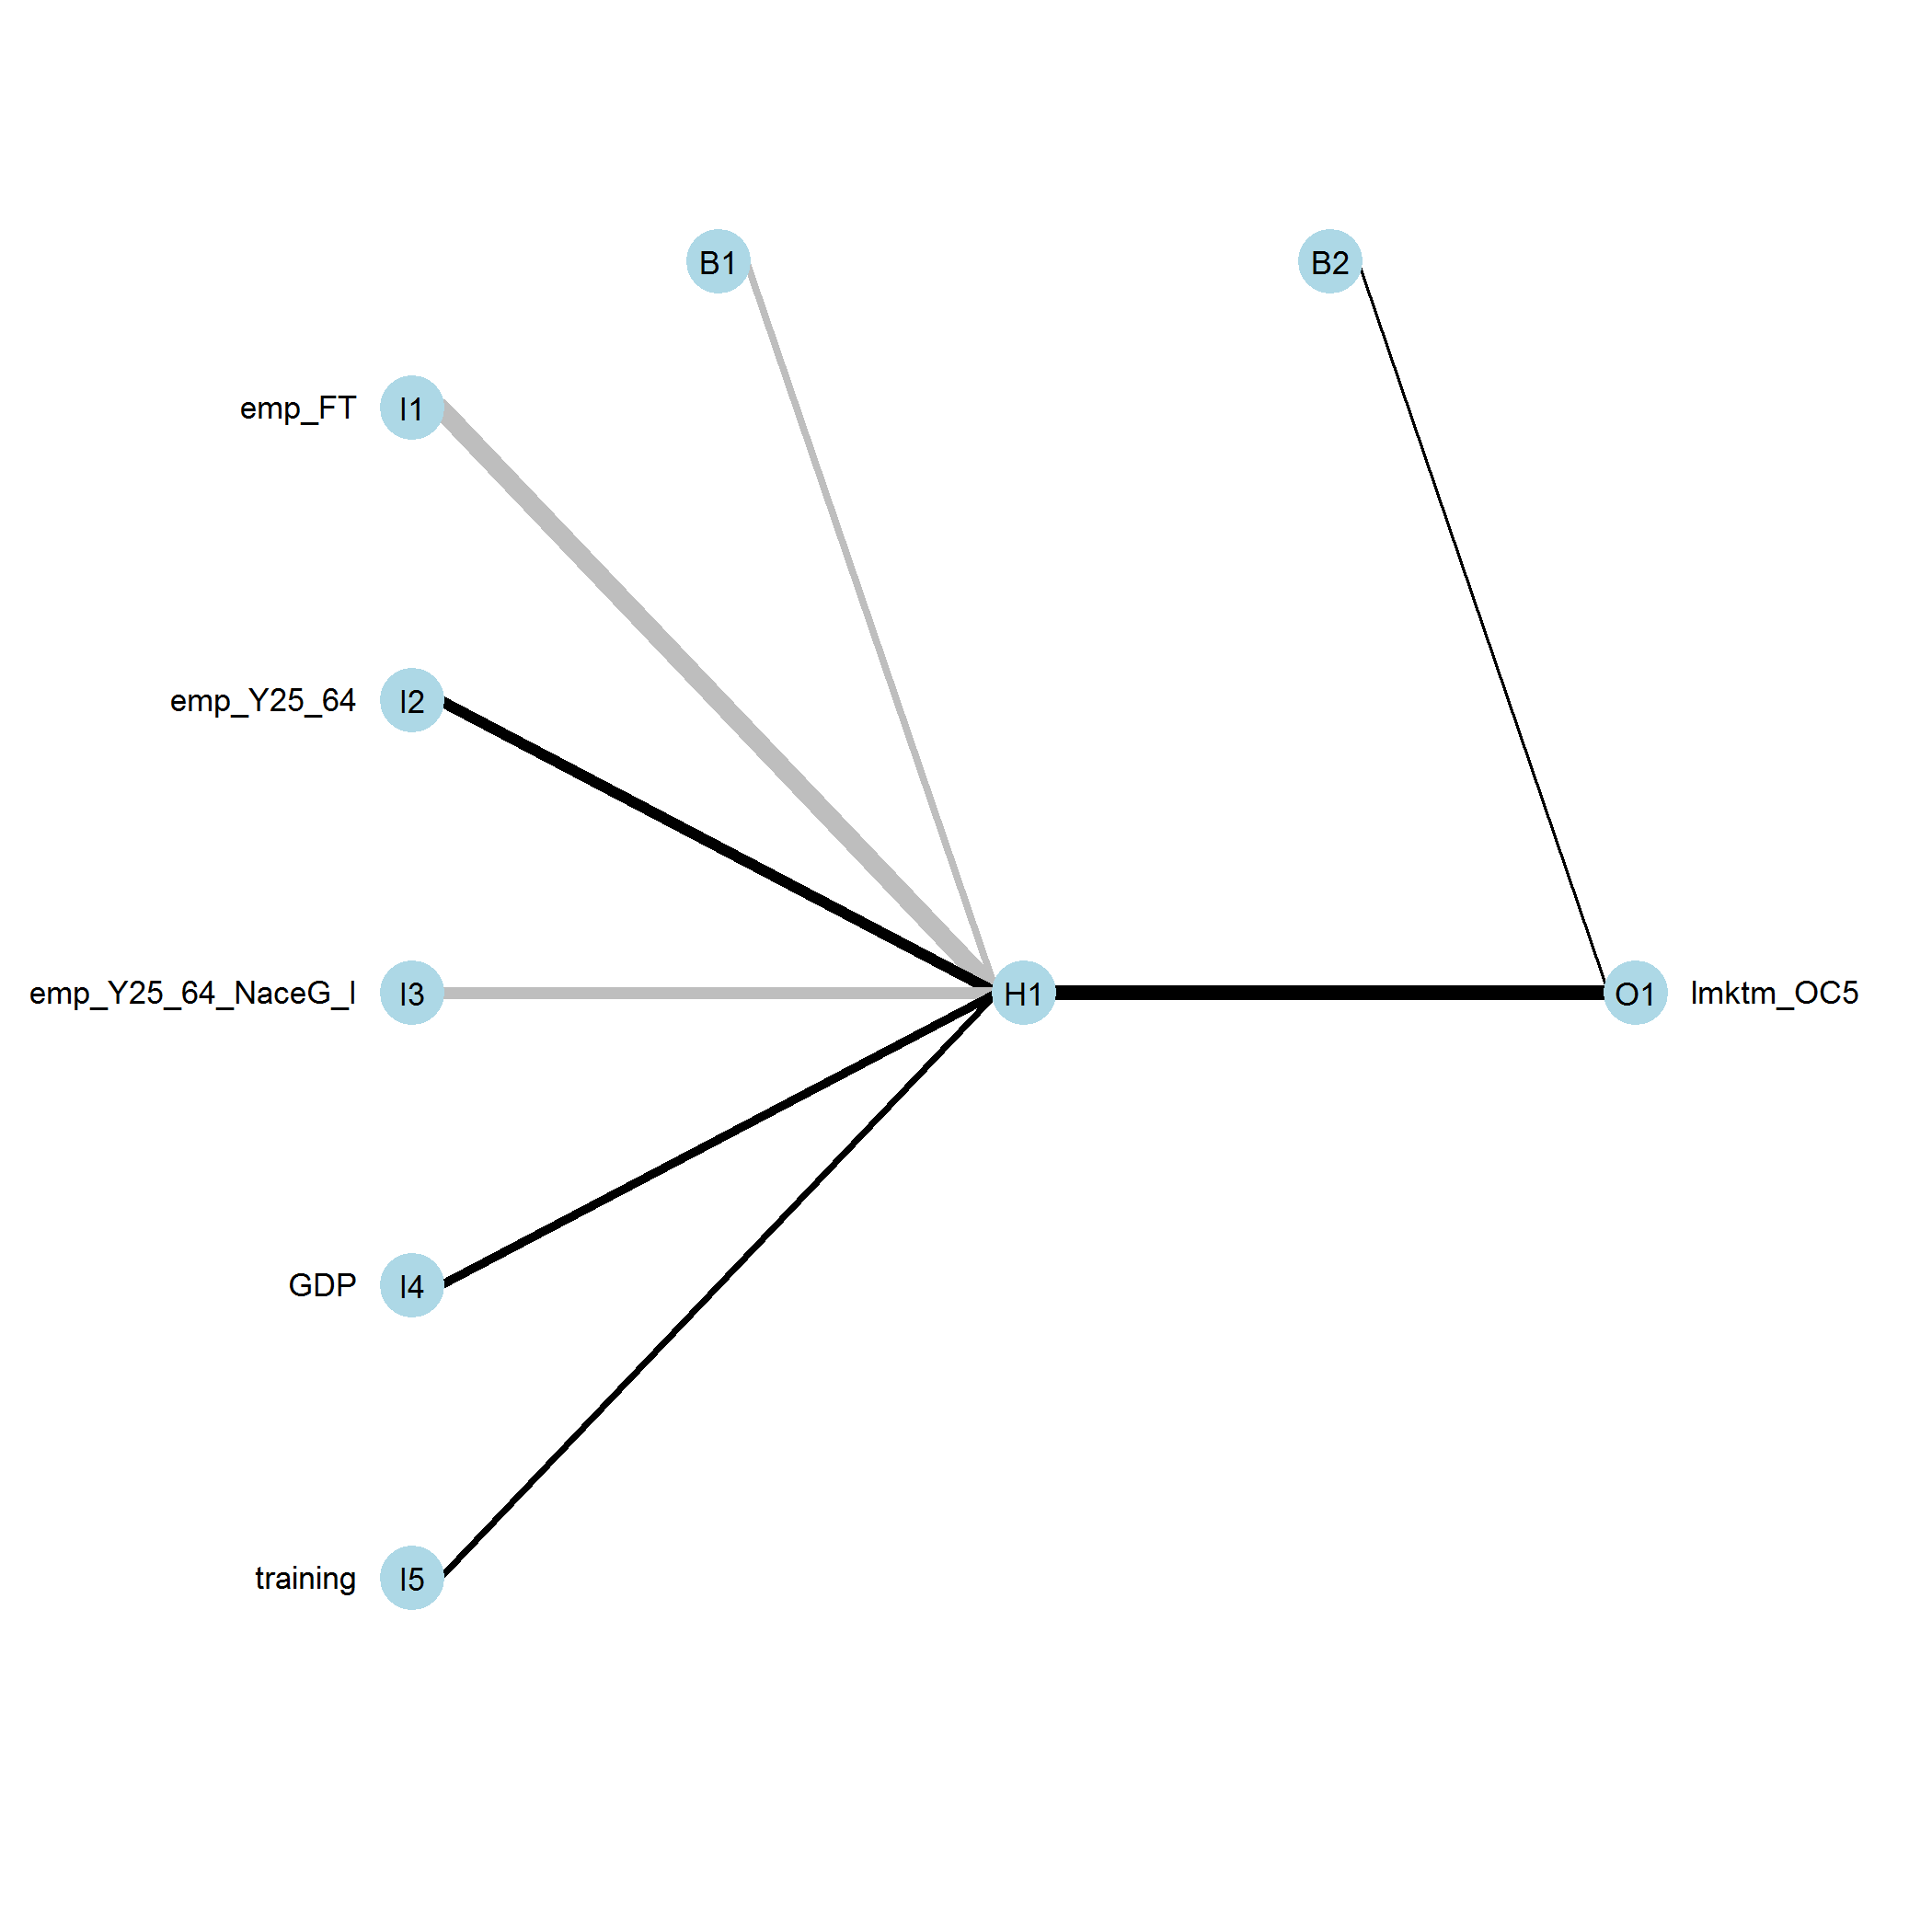 B1
B2
emp_FT
I1
emp_Y25_64
I2
emp_Y25_64_NaceG_I
I3
H1
O1
lmktm_OC5
GDP
I4
training
I5